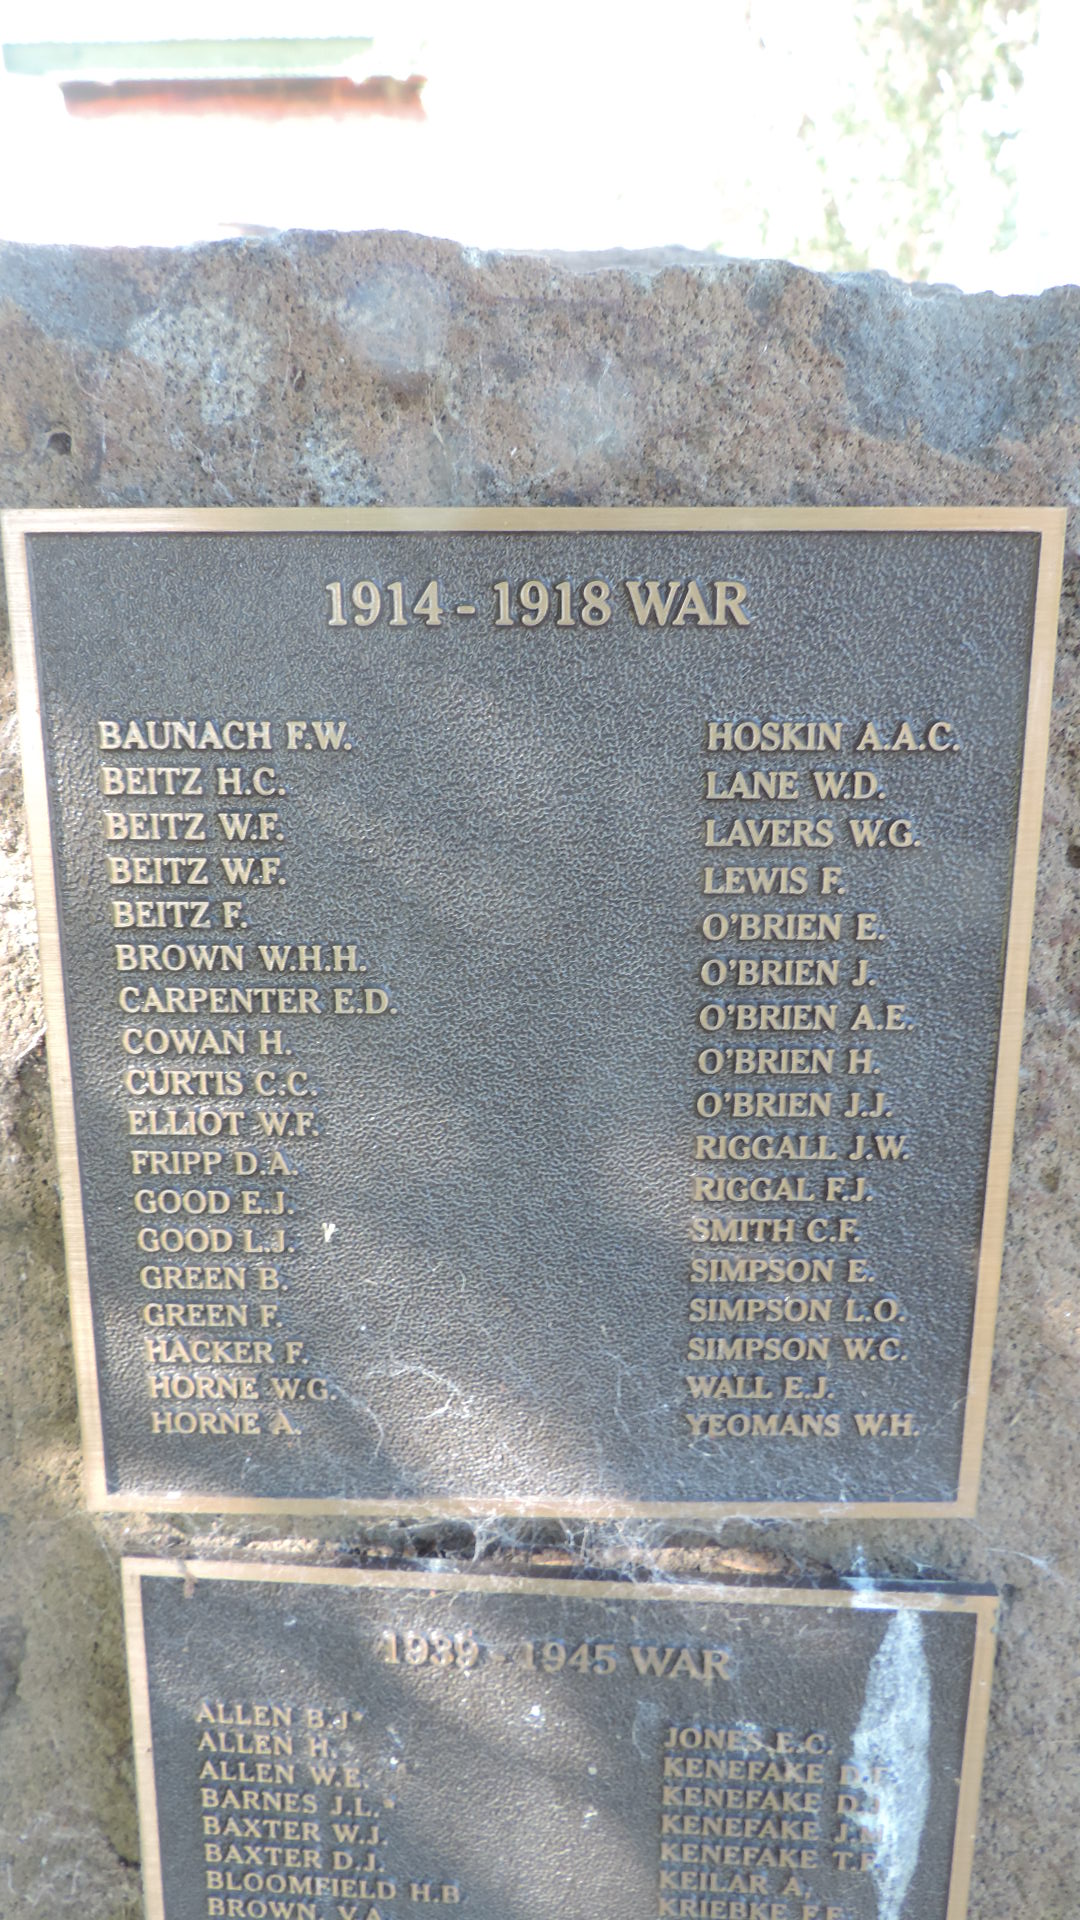 1914 - 1918 WAR
BAUNACH F.W.
BEITZ H.C.
BEITZ W.F.
BEITZ W.F.
BEITZ F.
BROWN W.H.H.
CARPENTER E.D.
COWAN H.
CURTIS C.C.
ELLIOT W.F.
FRIPP D.A.
GOOD E.J.
GOOD L.J.
GREEN B.
GREEN F.
HACKER F.
HORNE W.G.
HORNE A.
HOSKIN A.A.C.
LANE W.D.
LAVERS W.G.
LEWIS F.
O'BRIEN E.
O'BRIEN J.
O'BRIEN A.E.
O'BRIEN H.
O'BRIEN J.J.
RIGGALL J.W.
RIGGAL F.J.
SMITH C.F.
SIMPSON E.
SIMPSON L.O.
SIMPSON W.C.
WALL E.J.
YEOMANS W.H.
1939 - 1945 WAR
ALLEN B.J*
ALLEN H.
ALLEN W.E.
BARNES J.L.*
BAXTER W.J.
BAXTER D.J.
BLOOMFIELD H.B.
BROWN, V.A.
JONES E.C.
KENEFAKE
KENEFAKE
KENEFAKE
KENEFAKE
KEILAR A.
KRIEBKE